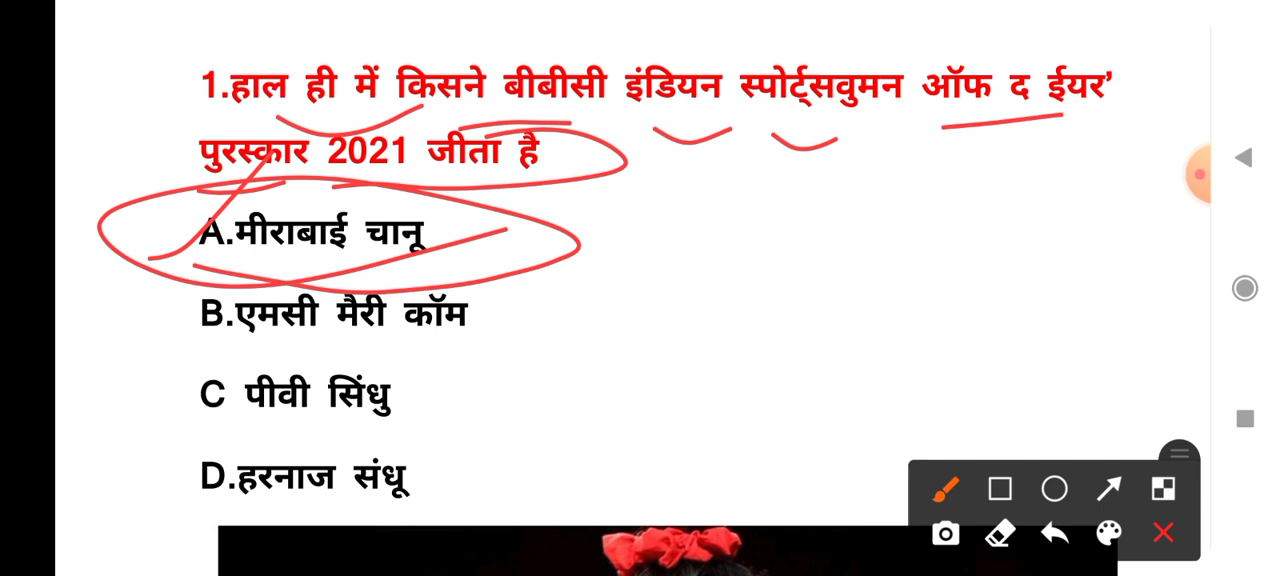 1.हाल ही में किसने बीबीसी इंडियन स्पोर्ट्सवुमन ऑफ द ईयर'
पुरस्कार 2021 जीता है
A.मीराबाई चानू
B.एमसी मैरी कॉम
C पीवी सिंधु
D.हरनाज संधू